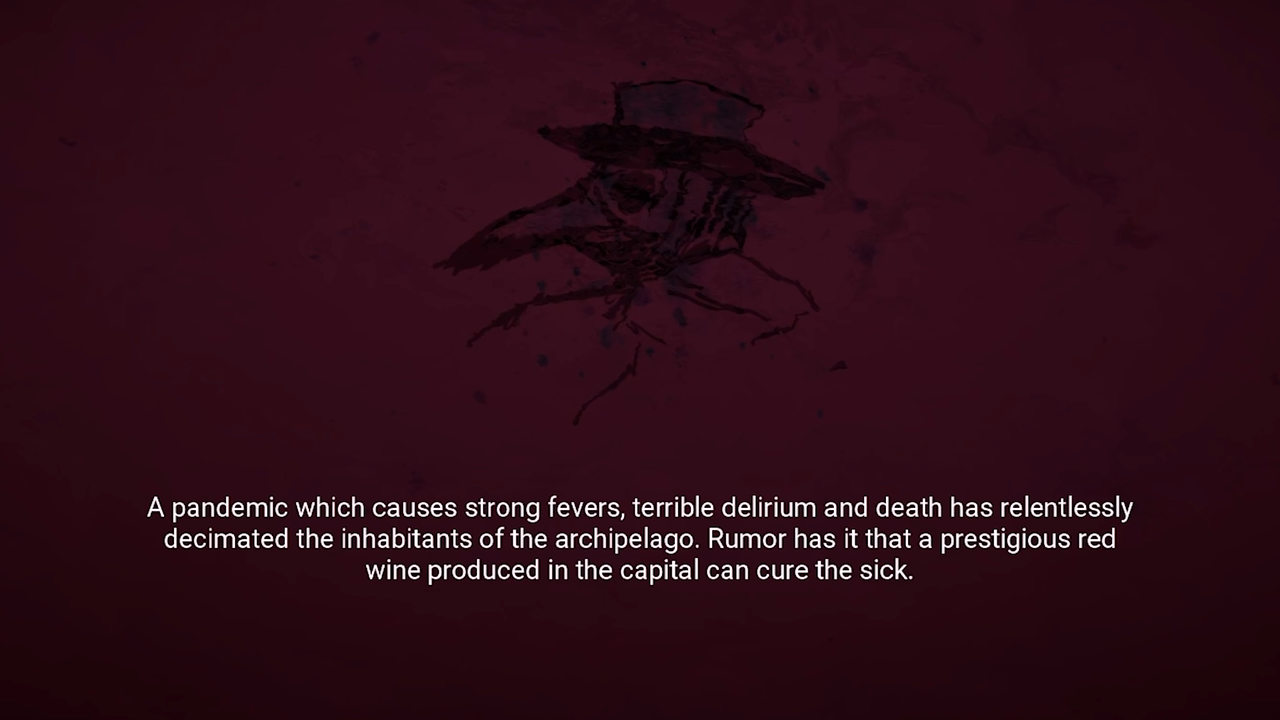 A pandemic which causes strong fevers, terrible delirium and death has relentlessly
decimated the inhabitants of the archipelago. Rumor has it that a prestigious red
wine produced in the capital can cure the sick.